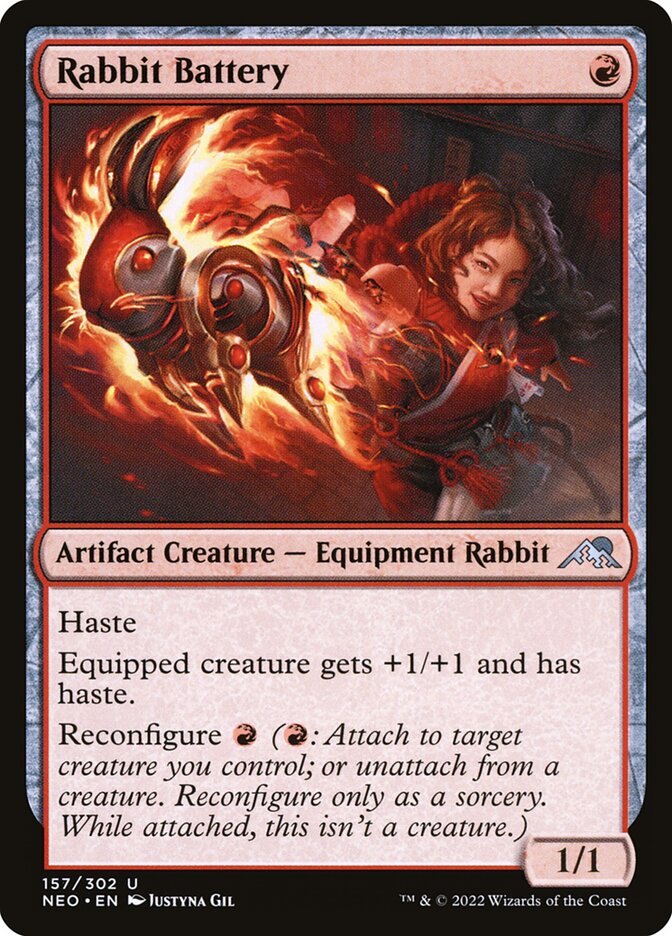 Rabbit Battery
Artifact Creature — Equipment Rabbit
Haste
Equipped creature gets +1/+1 and has
haste.
Reconfigure (: Attach to target
creature you control; or unattach from a
creature. Reconfigure only as a sorcery.
While attached, this isn't a creature.)
1/1
157/302 U
NEO • EN Justyna Gil
™ & © 2022 Wizards of the Coast